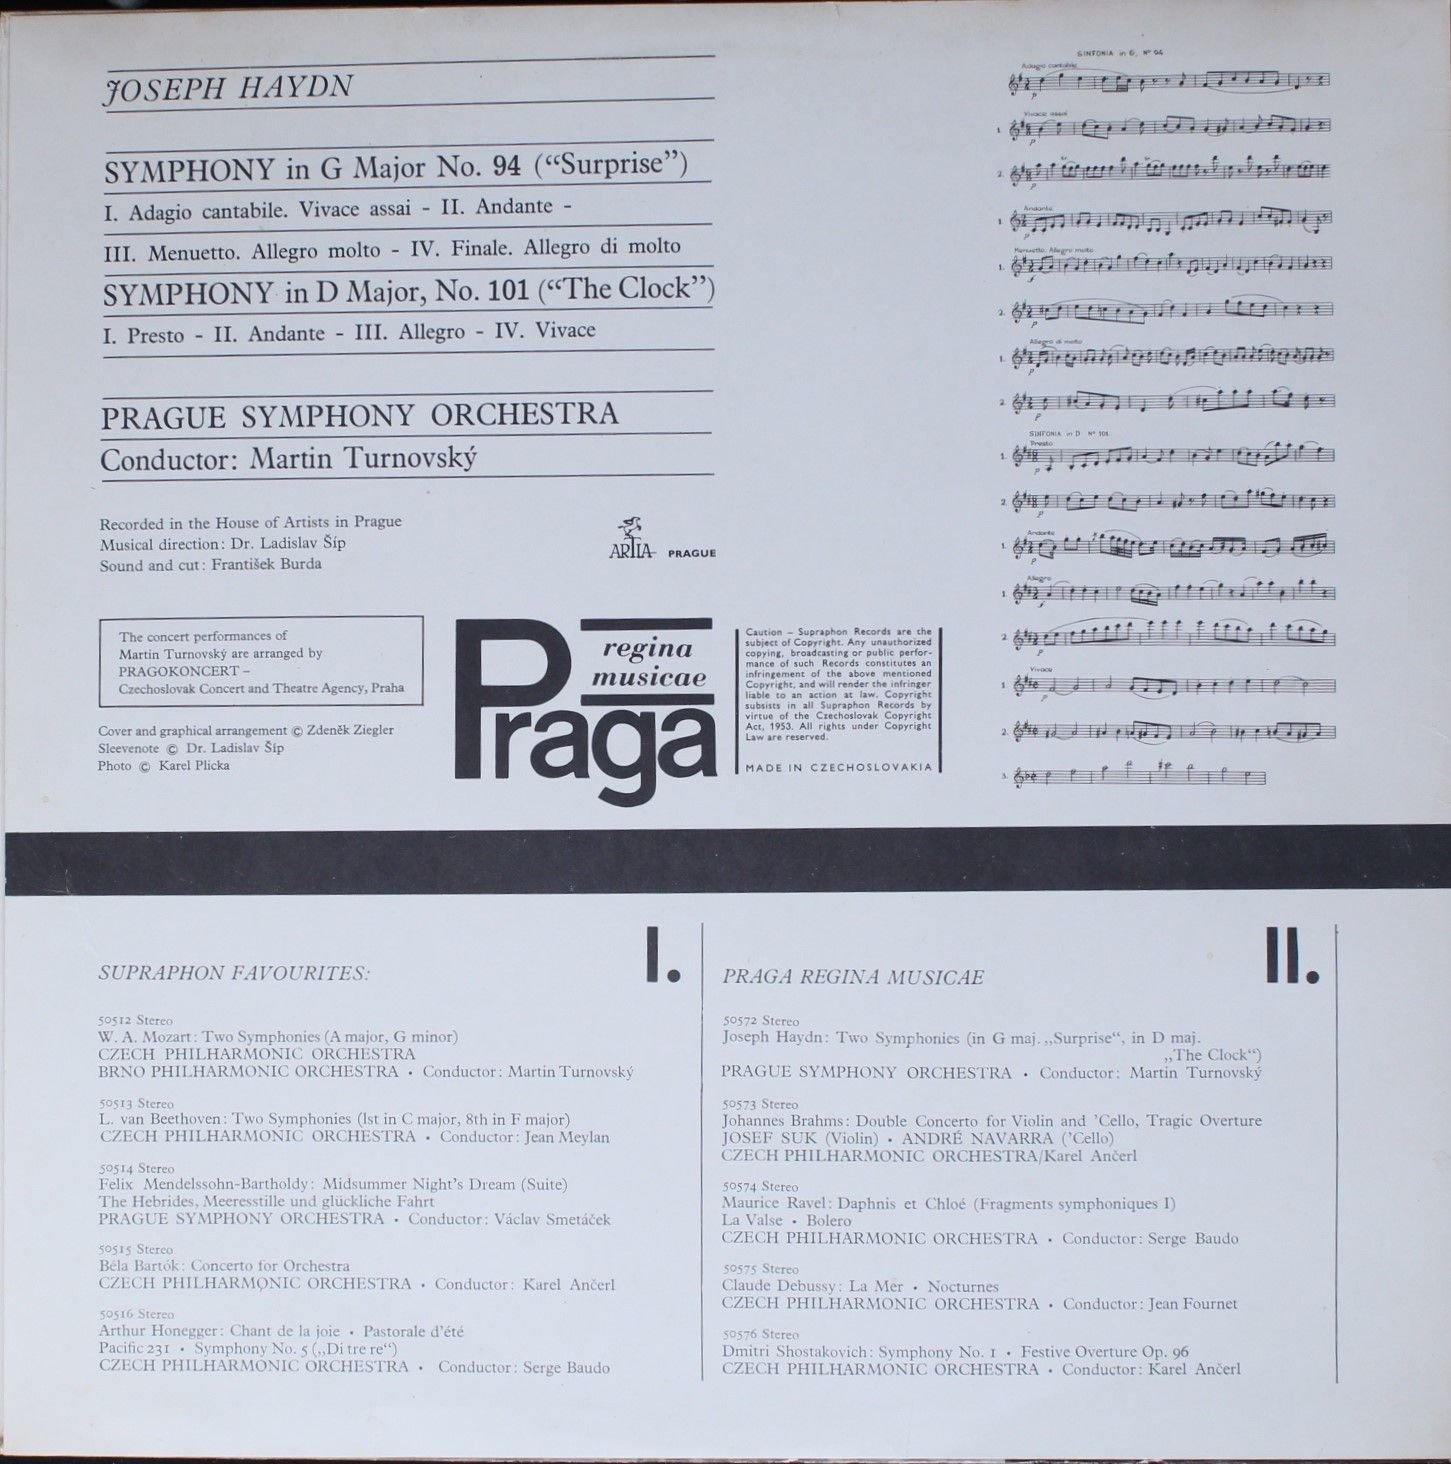 JOSEPH HAYDN
SYMPHONY in G Major No. 94 (“Surprise”)
I. Adagio cantabile. Vivace assai - II. Andante -
III. Menuetto. Allegro molto - IV. Finale. Allegro di molto
SYMPHONY in D Major, No. 101 (“The Clock”)
I. Presto - II. Andante - III. Allegro - IV. Vivace
PRAGUE SYMPHONY ORCHESTRA
Conductor: Martin Turnovský
Recorded in the House of Artists in Prague
Musical direction: Dr. Ladislav Šíp
Sound and cut: František Burda
ARTIA PRAGUE
The concert performances of
Martin Turnovský are arranged by
PRAGOKONCERT –
Czechoslovak Concert and Theatre Agency, Praha
Cover and graphical arrangement © Zdeněk Ziegler
Sleevenote © Dr. Ladislav Šíp
Photo © Karel Plicka
Praga
regina
musicae
Caution – Supraphon Records are the
subject of Copyright. Any unauthorized
copying, broadcasting or public perfor-
mance of such Records constitutes an
infringement of the above mentioned
Copyright, and will render the infringer
liable to an action at law. Copyright
subsists in all Supraphon Records by
virtue of the Czechoslovak Copyright
Act, 1953. All rights under Copyright
Law are reserved.
MADE IN CZECHOSLOVAKIA
SINFONIA in G, Nº 94
Adagio cantabile
Vivace assai
1.
2.
Andante
1
Menuetto. Allegro molto
1.
2.
Allegro di molto
1.
2.
SINFONIA in D Nº 101
Presto
1.
2.
Andante
1.
Allegro
1.
2
Vivace
1
2.
3.
I.
SUPRAPHON FAVOURITES:
50512 Stereo
W. A. Mozart: Two Symphonies (A major, G minor)
CZECH PHILHARMONIC ORCHESTRA
BRNO PHILHARMONIC ORCHESTRA • Conductor: Martin Turnovský
50513 Stereo
L. van Beethoven: Two Symphonies (lst in C major, 8th in F major)
CZECH PHILHARMONIC ORCHESTRA • Conductor: Jean Meylan
50514 Stereo
Felix Mendelssohn-Bartholdy: Midsummer Night’s Dream (Suite)
The Hebrides, Meeresstille und glückliche Fahrt
PRAGUE SYMPHONY ORCHESTRA • Conductor: Václav Smetáček
50515 Stereo
Béla Bartók: Concerto for Orchestra
CZECH PHILHARMONIC ORCHESTRA • Conductor: Karel Ančerl
50516 Stereo
Arthur Honegger: Chant de la joie • Pastorale d’été
Pacific 231 • Symphony No. 5 („Di tre re“)
CZECH PHILHARMONIC ORCHESTRA • Conductor: Serge Baudo
II.
PRAGA REGINA MUSICAE
50572 Stereo
Joseph Haydn: Two Symphonies (in G maj. „Surprise“, in D maj.
„The Clock“)
PRAGUE SYMPHONY ORCHESTRA • Conductor: Martin Turnovský
50573 Stereo
Johannes Brahms: Double Concerto for Violin and ’Cello, Tragic Overture
JOSEF SUK (Violin) • ANDRÉ NAVARRA (’Cello)
CZECH PHILHARMONIC ORCHESTRA/Karel Ančerl
50574 Stereo
Maurice Ravel: Daphnis et Chloé (Fragments symphoniques I)
La Valse • Bolero
CZECH PHILHARMONIC ORCHESTRA • Conductor: Serge Baudo
50575 Stereo
Claude Debussy: La Mer • Nocturnes
CZECH PHILHARMONIC ORCHESTRA • Conductor: Jean Fournet
50576 Stereo
Dmitri Shostakovich: Symphony No. 1 • Festive Overture Op. 96
CZECH PHILHARMONIC ORCHESTRA • Conductor: Karel Ančerl